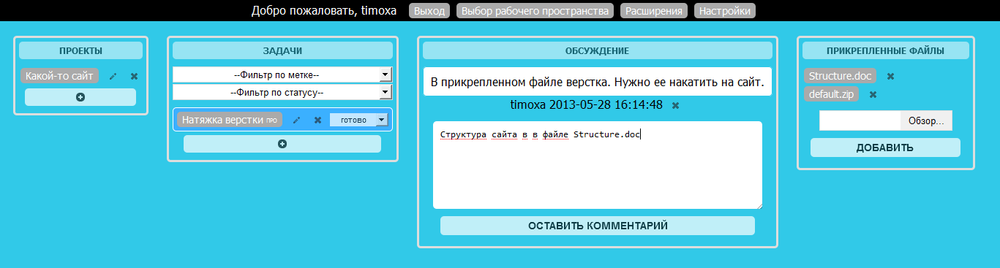 Добро пожаловать, timoxa Выход Выбор рабочего пространства Расширения Настройки
ПРОЕКТЫ
Какой-то сайт
ЗАДАЧИ
--Фильтр по метке--
--Фильтр по статусу--
Натяжка верстки ПРО готово
ОБСУЖДЕНИЕ
В прикрепленном файле верстка. Нужно ее накатить на сайт.
timoxa 2013-05-28 16:14:48
Структура сайта в в файле Structure.doc
ОСТАВИТЬ КОММЕНТАРИЙ
ПРИКРЕПЛЕННЫЕ ФАЙЛЫ
Structure.doc
default.zip
Обзор...
ДОБАВИТЬ